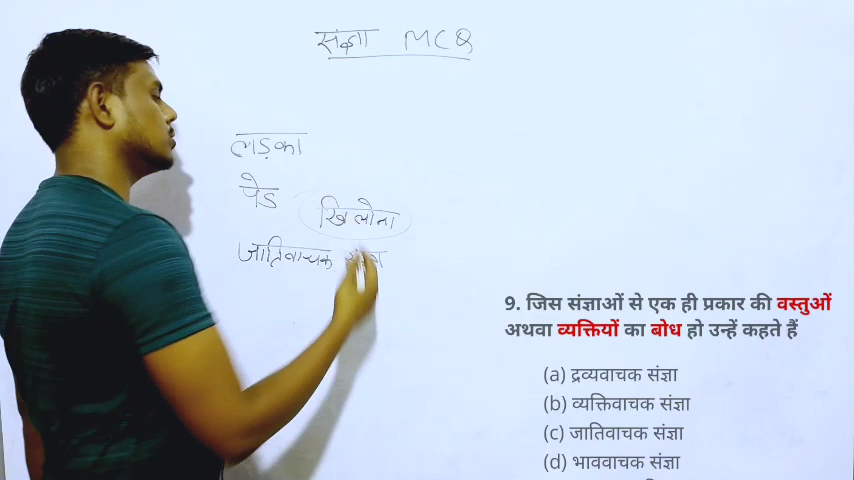 संज्ञा MCQ
लड़का
पेड
खिलोना
जातिवाचक
9. जिस संज्ञाओं से एक ही प्रकार की वस्तुओं
अथवा व्यक्तियों का बोध हो उन्हें कहते हैं
(a) द्रव्यवाचक संज्ञा
(b) व्यक्तिवाचक संज्ञा
(c) जातिवाचक संज्ञा
(d) भाववाचक संज्ञा